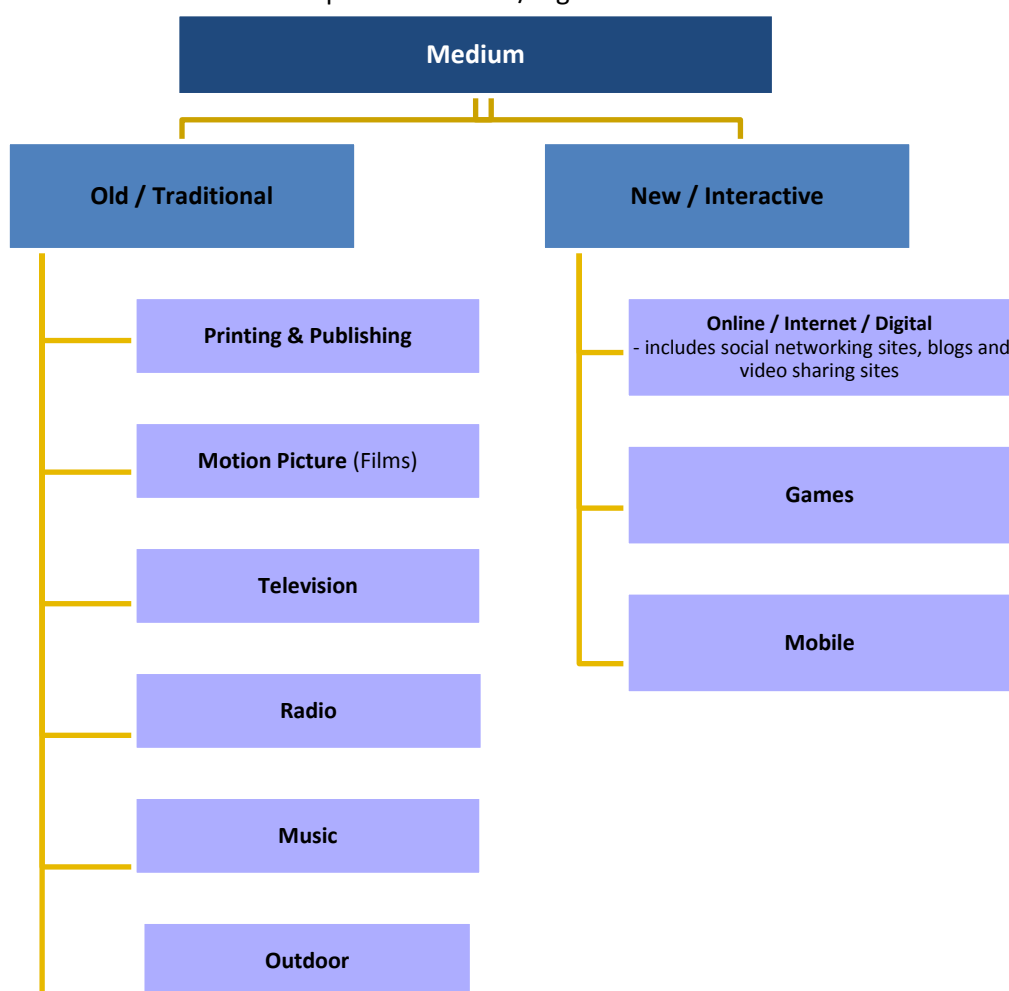 Medium
Old / Traditional
New / Interactive
Printing & Publishing
Motion Picture (Films)
Television
Radio
Music
Outdoor
Online / Internet / Digital
- includes social networking sites, blogs and
video sharing sites
Games
Mobile